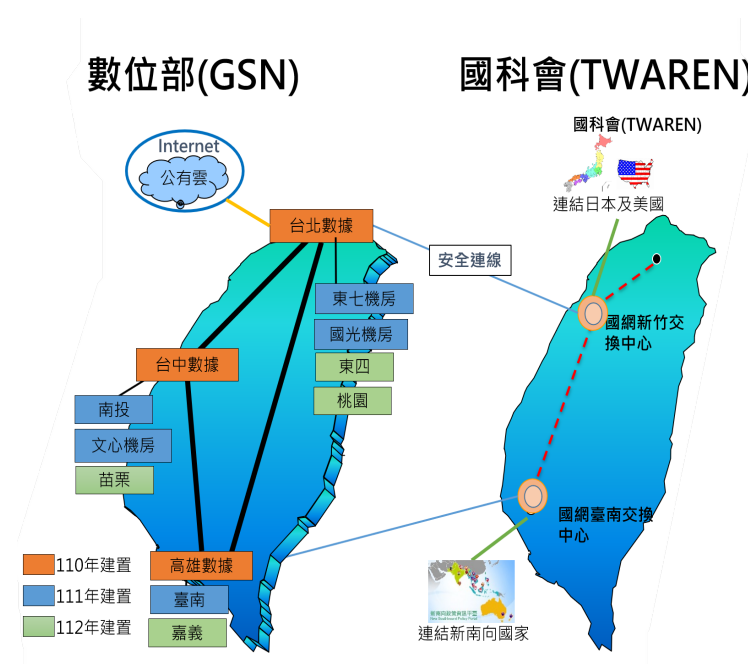 數位部(GSN)
國科會(TWAREN)
國科會(TWAREN)
Internet
公有雲
連結日本及美國
台北數據
安全連線
東七機房
國光機房
東四
桃園
國網新竹交
換中心
台中數據
南投
文心機房
苗栗
國網臺南交換
中心
110年建置
111年建置
112年建置
高雄數據
臺南
嘉義
連結新南向國家